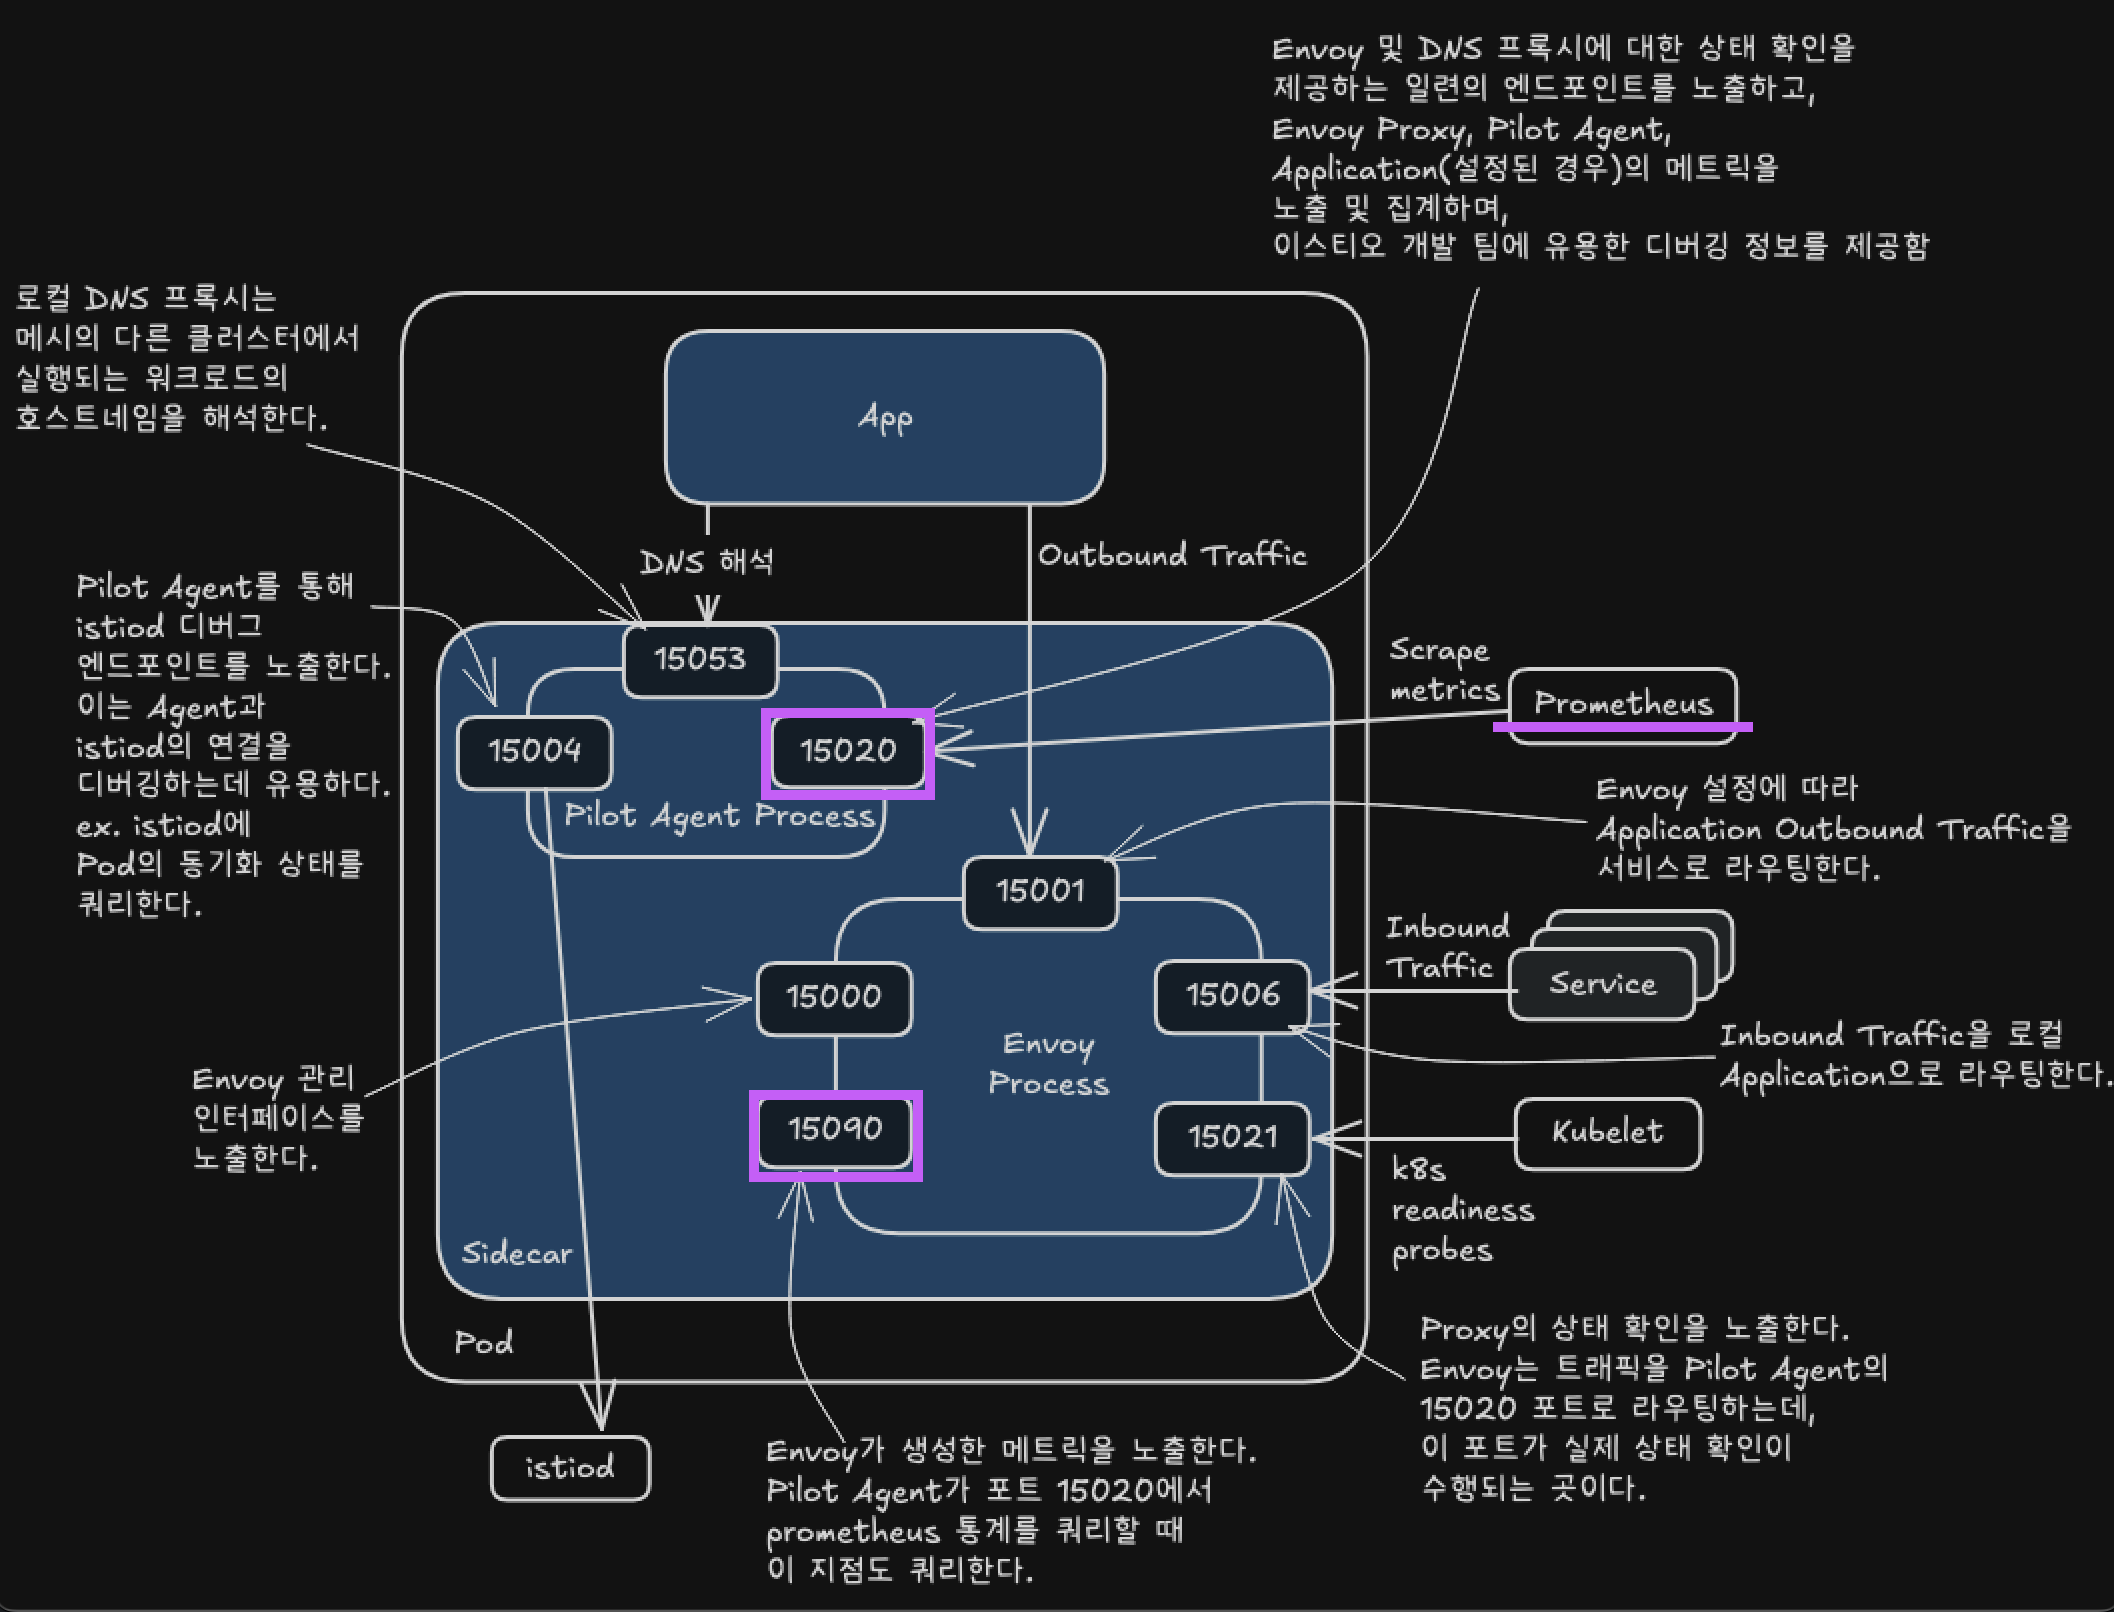 Envoy 및 DNS 프록시에 대한 상태 확인을
제공하는 일련의 엔드포인트를 노출하고,
Envoy Proxy, Pilot Agent,
Application(설정된 경우)의 메트릭을
노출 및 집계하며,
이스티오 개발 팀에 유용한 디버깅 정보를 제공함
로컬 DNS 프록시는
메시의 다른 클러스터에서
실행되는 워크로드의
호스트네임을 해석한다.
App
DNS 해석
Outbound Traffic
Pilot Agent를 통해
istiod 디버그
엔드포인트를 노출한다.
이는 Agent과
istiod의 연결을
디버깅하는데 유용하다.
ex. istiod에
Pod의 동기화 상태를
쿼리한다.
15053
15004
15020
Pilot Agent Process
Scrape
metrics
Prometheus
Envoy 설정에 따라
Application Outbound Traffic을
서비스로 라우팅한다.
15001
15000
15006
Envoy
Process
15090
15021
Inbound
Traffic
Service
Inbound Traffic을 로컬
Application으로 라우팅한다.
Envoy 관리
인터페이스를
노출한다.
Kubelet
k8s
readiness
probes
Sidecar
Pod
istiod
Proxy의 상태 확인을 노출한다.
Envoy는 트래픽을 Pilot Agent의
15020 포트로 라우팅하는데,
이 포트가 실제 상태 확인이
수행되는 곳이다.
Envoy가 생성한 메트릭을 노출한다.
Pilot Agent가 포트 15020에서
prometheus 통계를 쿼리할 때
이 지점도 쿼리한다.